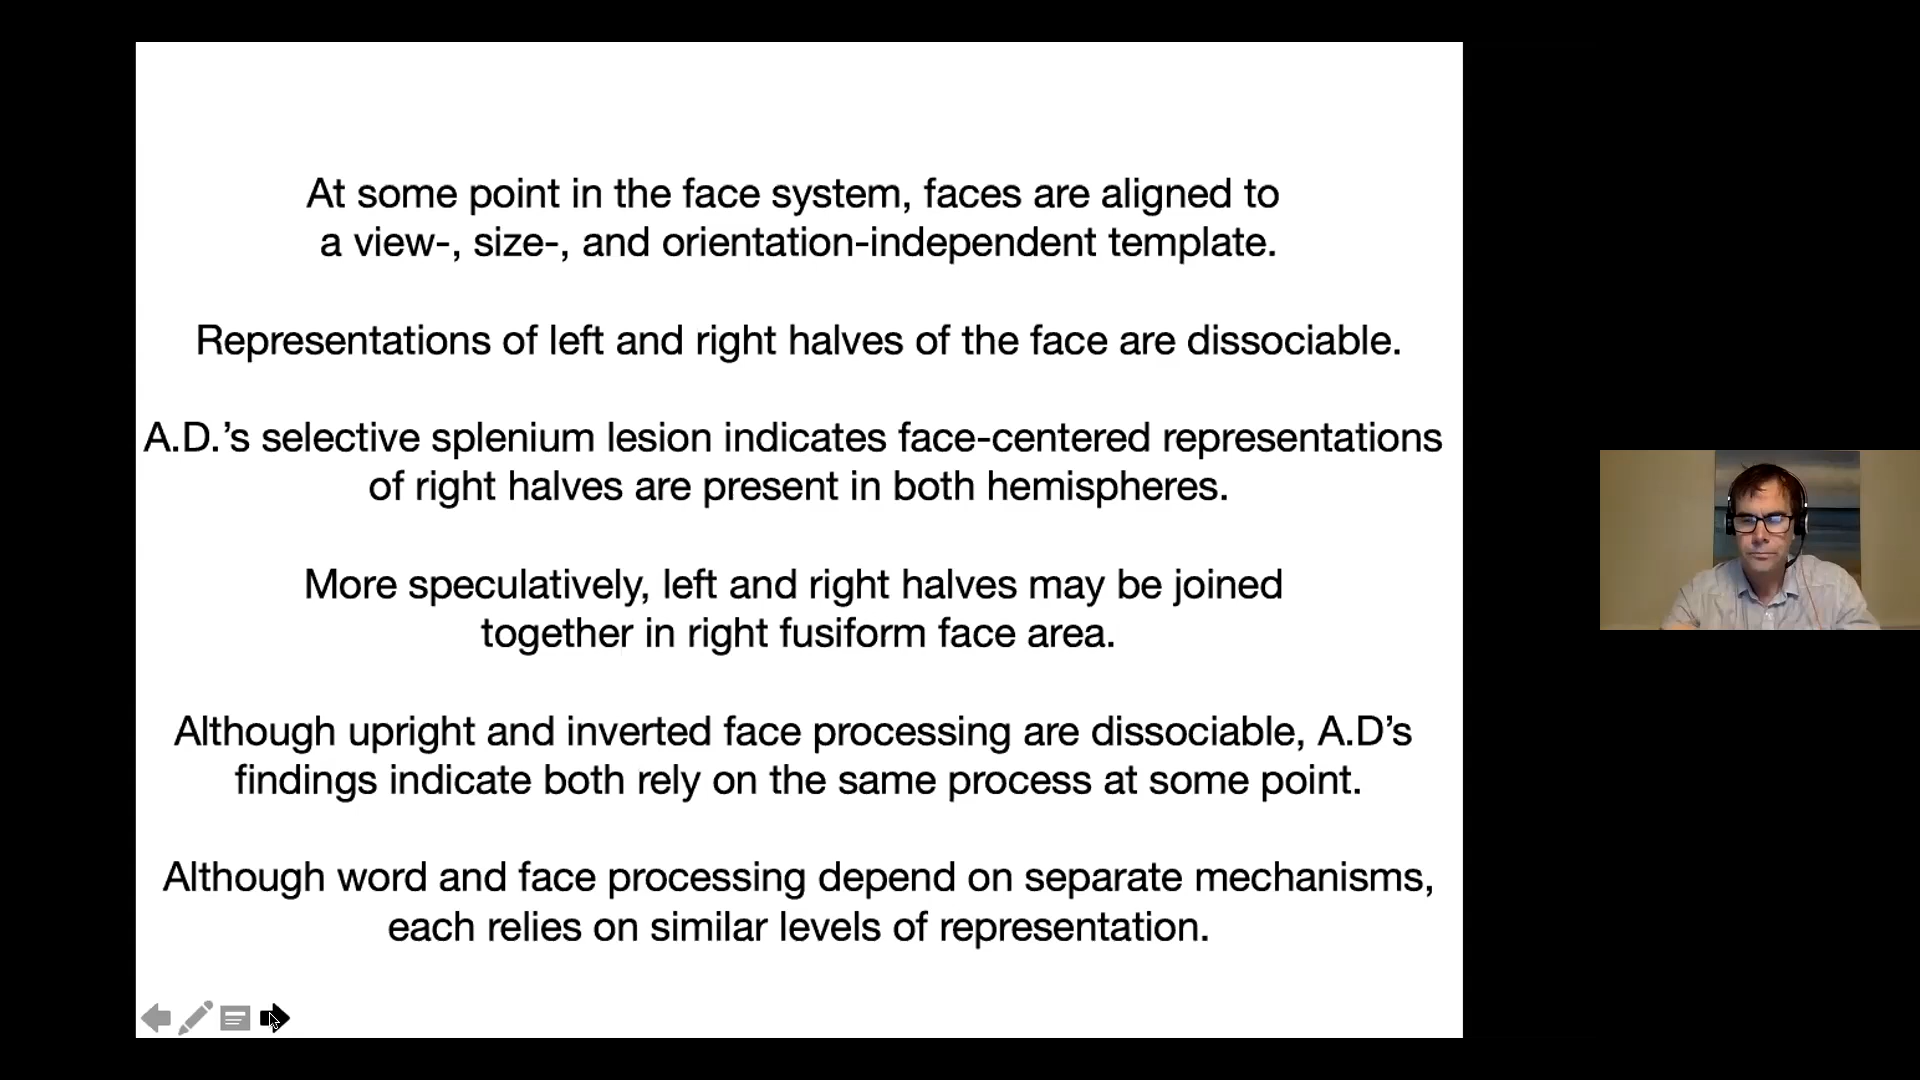 At some point in the face system, faces are aligned to
a view-, size-, and orientation-independent template.
Representations of left and right halves of the face are dissociable.
A.D.’s selective splenium lesion indicates face-centered representations
of right halves are present in both hemispheres.
More speculatively, left and right halves may be joined
together in right fusiform face area.
Although upright and inverted face processing are dissociable, A.D’s
findings indicate both rely on the same process at some point.
Although word and face processing depend on separate mechanisms,
each relies on similar levels of representation.